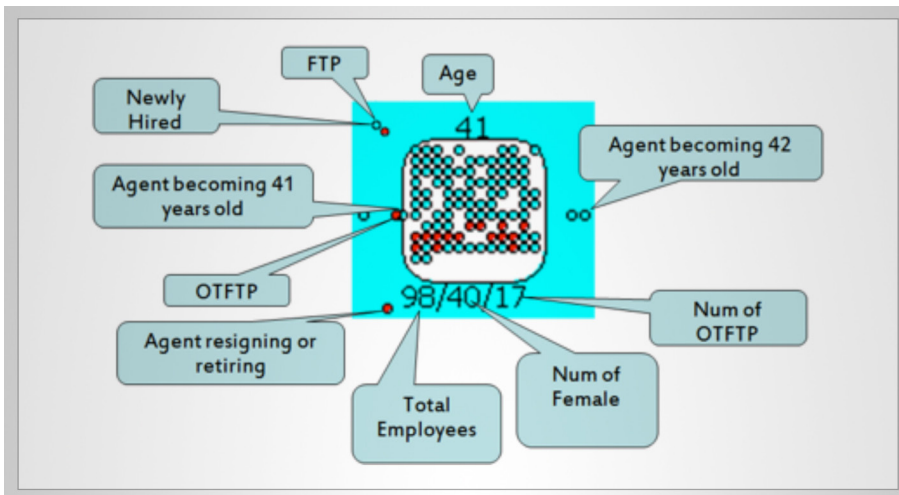 FTP
Age
Newly
Hired
41
Agent becoming 42
years old
Agent becoming 41
years old
OTFTP
98/40/17
Num of
OTFTP
Agent resigning or
retiring
Num of
Female
Total
Employees